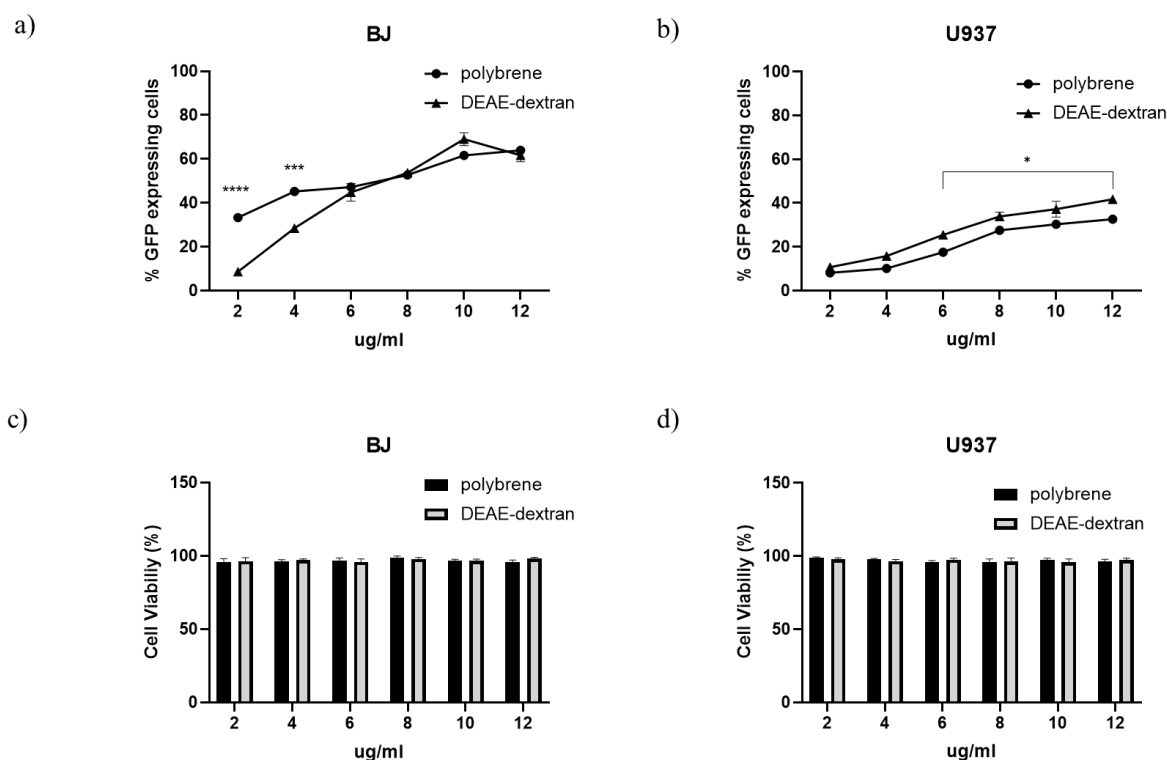 a)
BJ
% GFP expressing cells
100
80
60
40
20
0
polybrene
DEAE-dextran
****
***
2 4 6 8 10 12
ug/ml
b)
U937
% GFP expressing cells
100
80
60
40
20
0
polybrene
DEAE-dextran
*
2 4 6 8 10 12
ug/ml
c)
BJ
Cell Viabiliy (%)
150
100
50
0
polybrene
DEAE-dextran
2 4 6 8 10 12
ug/ml
d)
U937
Cell Viability (%)
150
100
50
0
polybrene
DEAE-dextran
2 4 6 8 10 12
ug/ml